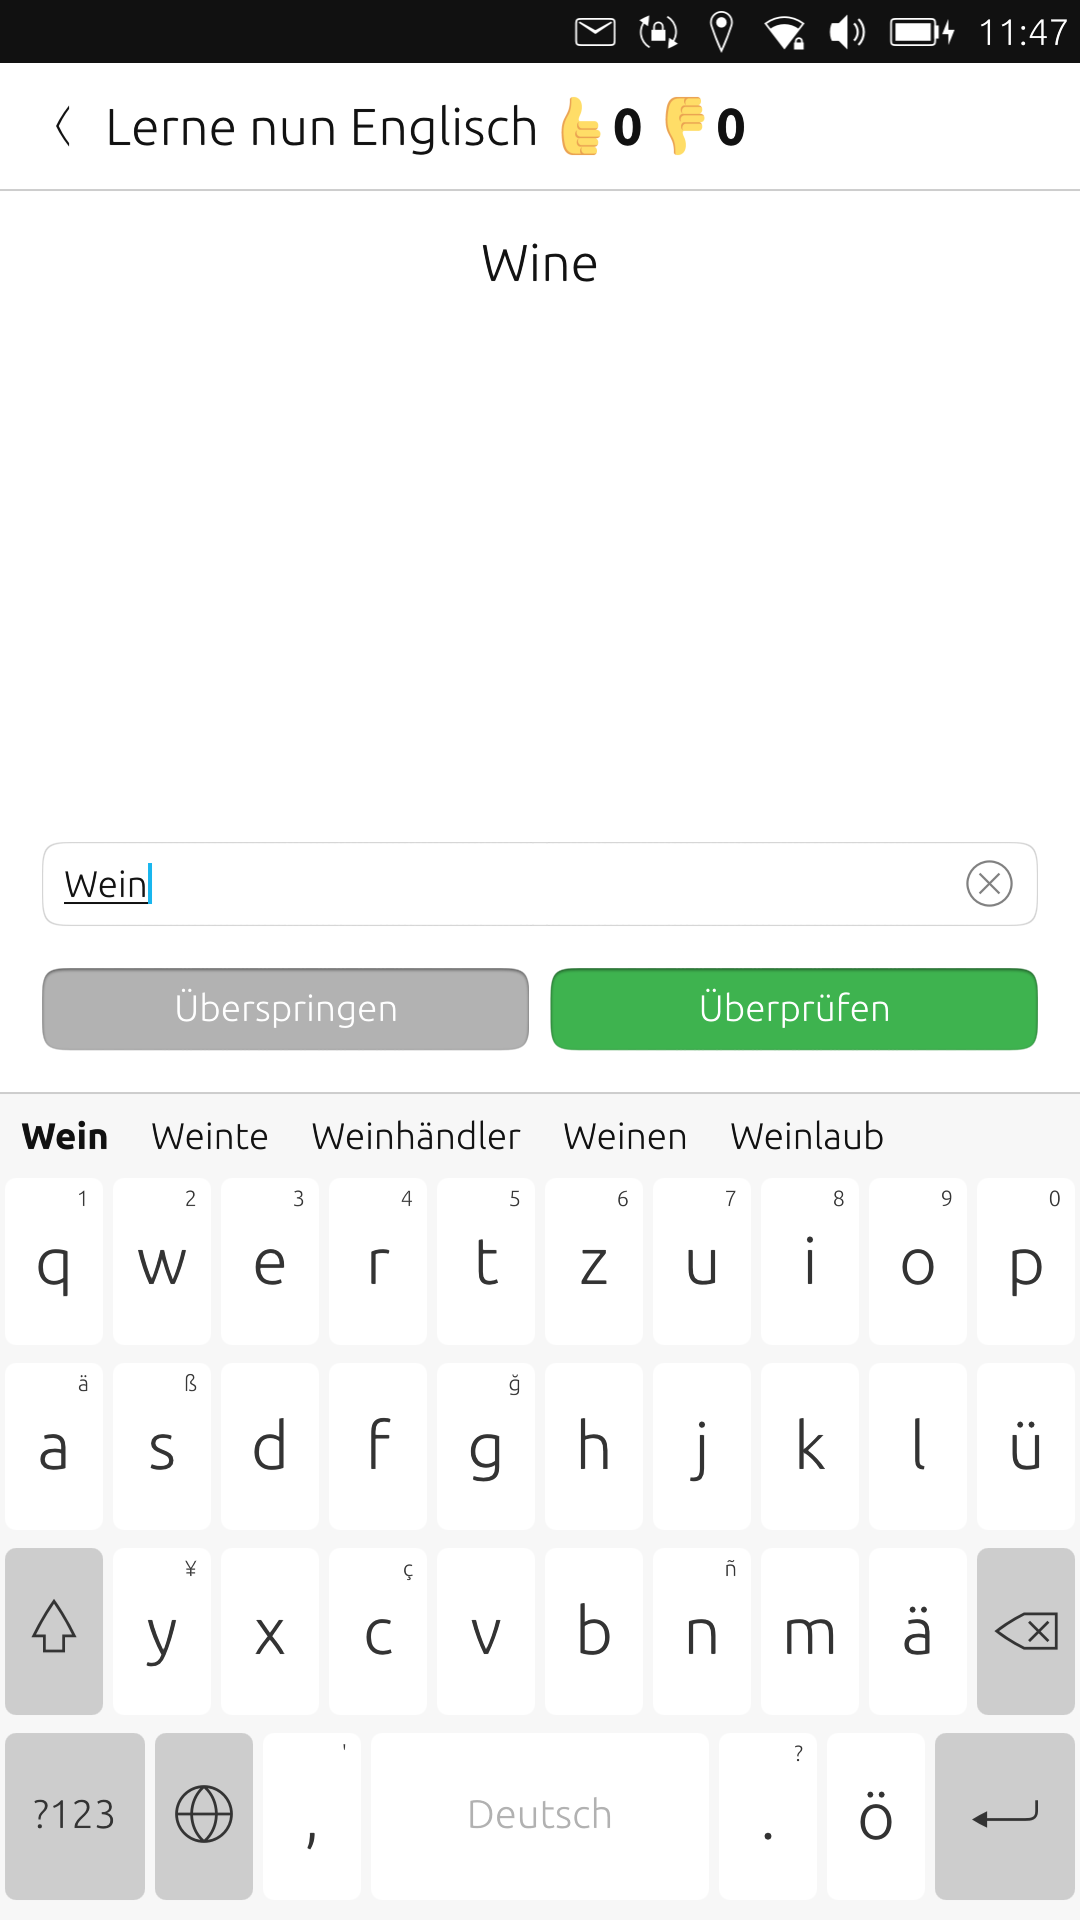 11:47
Lerne nun Englisch 👍 0 👎 0
Wine
Wein
Überspringen Überprüfen
Wein Weinte Weinhändler Weinen Weinlaub
1 2 3 4 5 6 7 8 9 0
q w e r t z u i o p
ä ß ğ
a s d f g h j k l ü
¥ ç ñ
y x c v b n m ä
' ?
?123 , Deutsch . ö